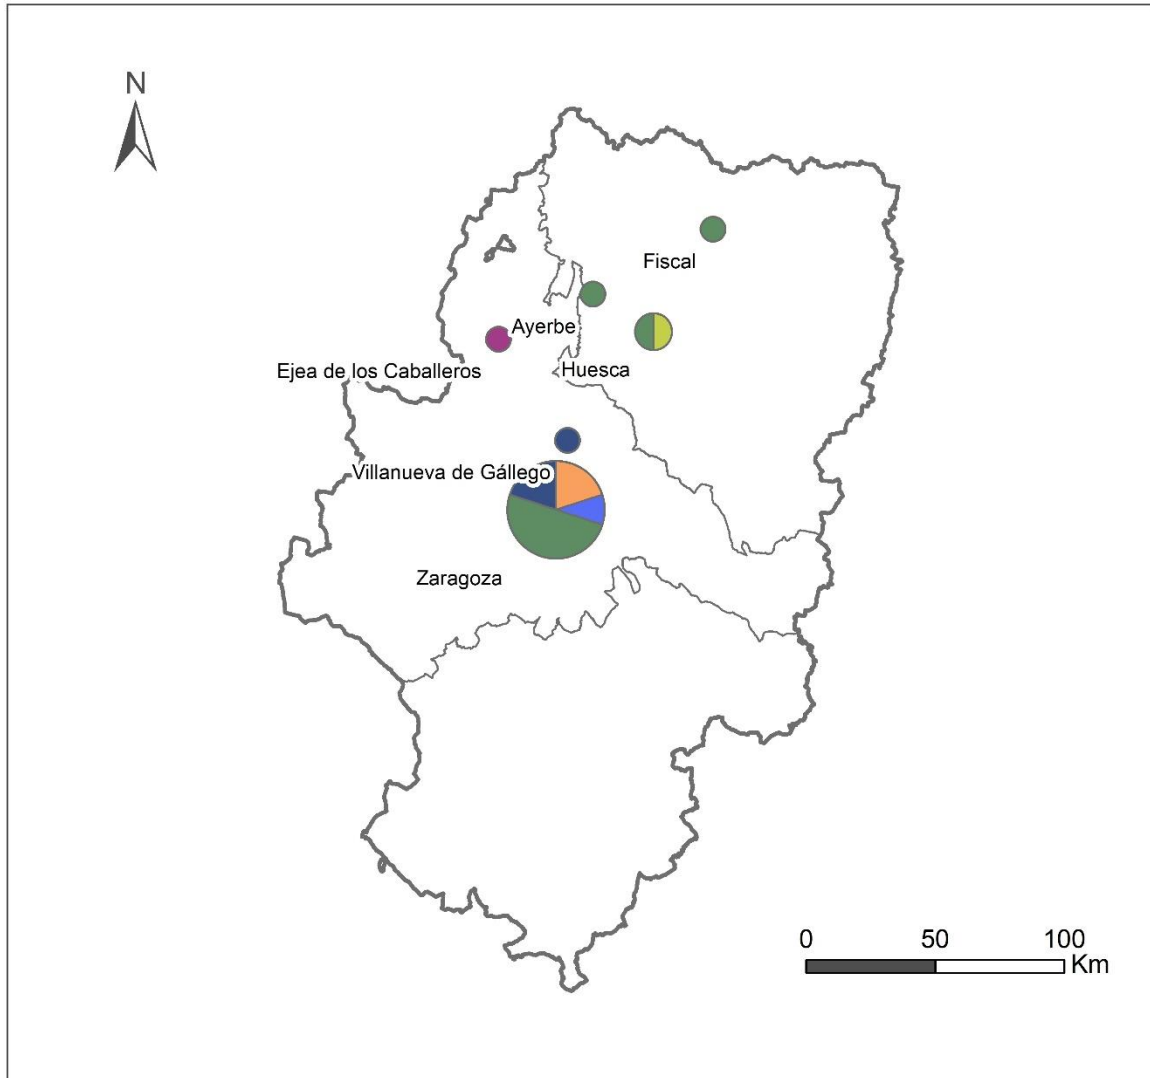 N
Fiscal
Ayerbe
Huesca
Ejea de los Caballeros
Villanueva de Gállego
Zaragoza
0 50 100
Km